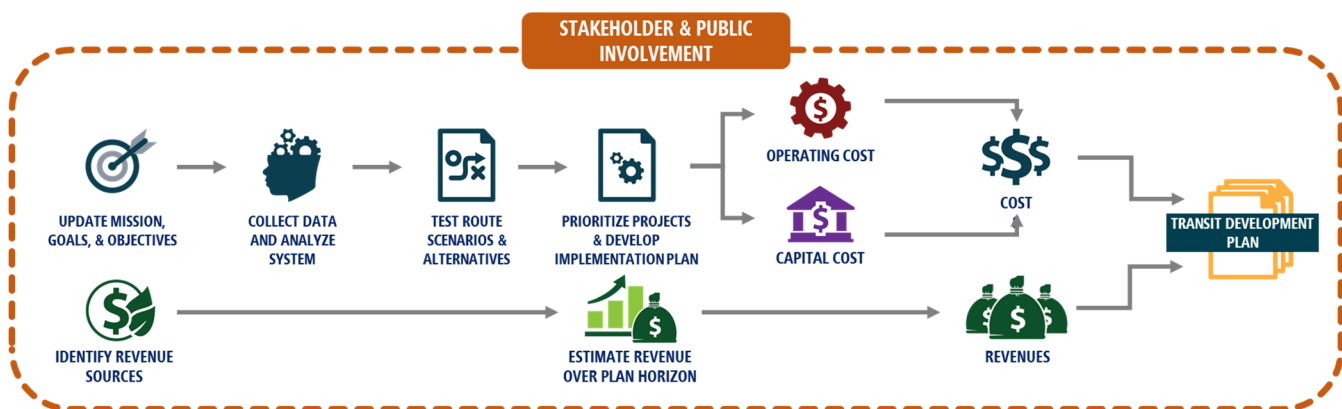 STAKEHOLDER & PUBLIC
INVOLVEMENT
UPDATE MISSION,
GOALS, & OBJECTIVES
COLLECT DATA
AND ANALYZE
SYSTEM
TEST ROUTE
SCENARIOS &
ALTERNATIVES
PRIORITIZE PROJECTS
& DEVELOP
IMPLEMENTATION PLAN
$
OPERATING COST
$
CAPITAL COST
$$$
COST
TRANSIT DEVELOPMENT
PLAN
$
IDENTIFY REVENUE
SOURCES
$
ESTIMATE REVENUE
OVER PLAN HORIZON
$ $ $
REVENUES